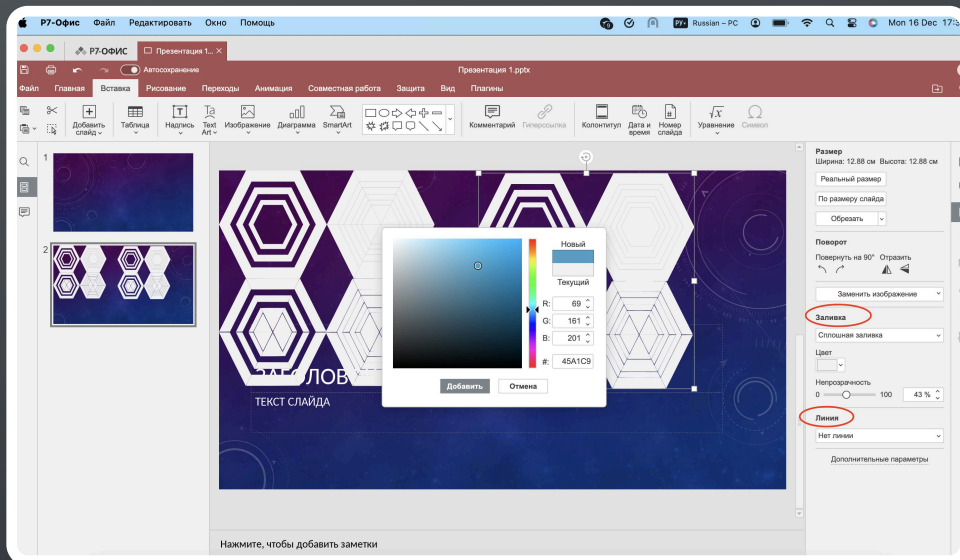 P7-Офис Файл Редактировать Окно Помощь
РУ• Russian – PC Mon 16 Dec
Р7-ОФИС Презентация 1... ×
Автосохранение Презентация 1.pptx
Файл Главная Вставка Рисование Переходы Анимация Совместная работа Защита Вид Плагины
Добавить слайд
Таблица
Надпись
Text Art
Изображение
Диаграмма
SmartArt
Комментарий
Гиперссылка
Колонтитул
Дата и время
Номер слайда
Уравнение
Символ
1
2
ТЕКСТ СЛАЙДА
Новый
Текущий
R: 69
G: 161
B: 201
#: 45A1C9
Добавить Отмена
Размер
Ширина: 12.88 см Высота: 12.88 см
Реальный размер
По размеру слайда
Обрезать
Поворот
Повернуть на 90° Отразить
Заменить изображение
Заливка
Сплошная заливка
Цвет
Непрозрачность
0 100 43 %
Линия
Нет линии
Дополнительные параметры
Нажмите, чтобы добавить заметки